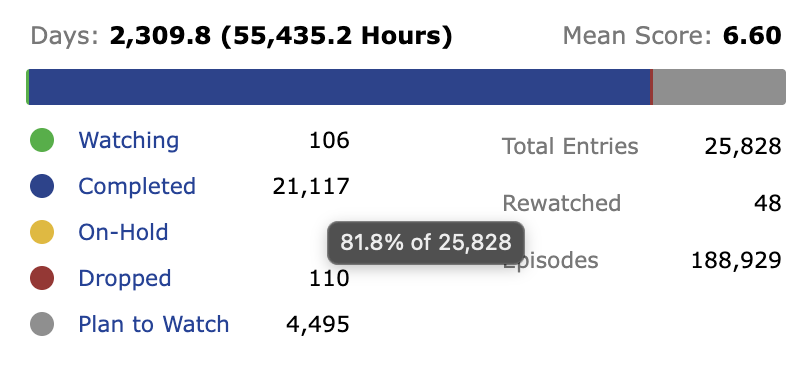 Days: 2,309.8 (55,435.2 Hours) Mean Score: 6.60
Watching 106
Completed 21,117
On-Hold
Dropped 110
Plan to Watch 4,495
Total Entries 25,828
Rewatched 48
81.8% of 25,828
Episodes 188,929